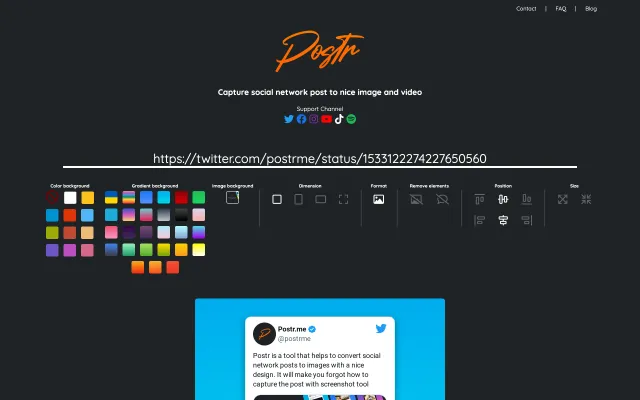 Contact | FAQ | Blog
Postr
Capture social network post to nice image and video
Support Channel
https://twitter.com/postrme/status/1533122274227650560
Color background Gradient background Image background Dimension Format Remove elements Position Size
Postr.me
@postrme
Postr is a tool that helps to convert social
network posts to images with a nice
design. It will make you forgot how to
capture the post with screenshot tool